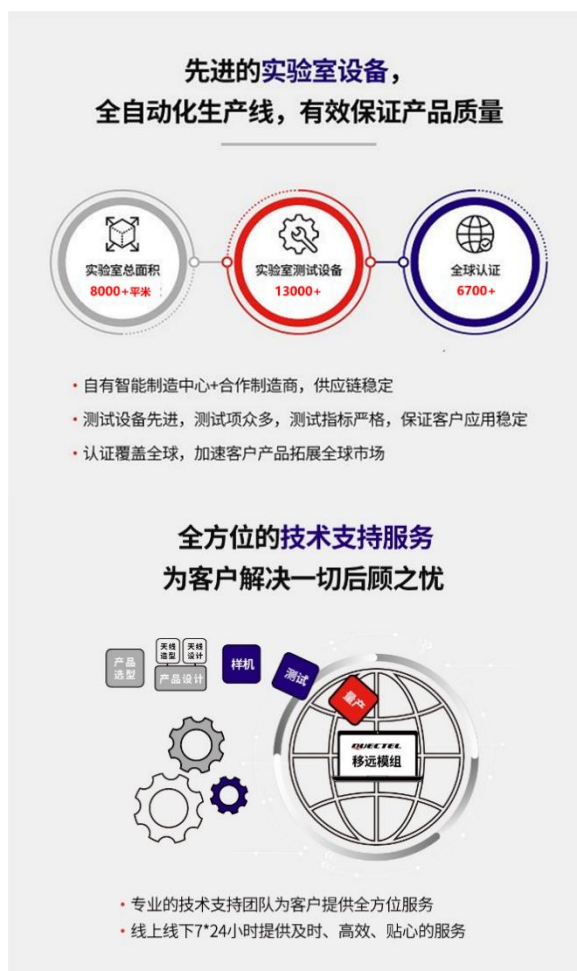 先进的实验室设备，
全自动化生产线，有效保证产品质量
实验室总面积
8000+平米
实验室测试设备
13000+
全球认证
6700+
•自有智能制造中心+合作制造商，供应链稳定
•测试设备先进，测试项众多，测试指标严格，保证客户应用稳定
•认证覆盖全球，加速客户产品拓展全球市场
全方位的技术支持服务
为客户解决一切后顾之忧
产品
选型
天线
造型
天线
设计
产品设计
样机
测试
量产
QUECTEL
移远模组
•专业的技术支持团队为客户提供全方位服务
•线上线下7*24小时提供及时、高效、贴心的服务